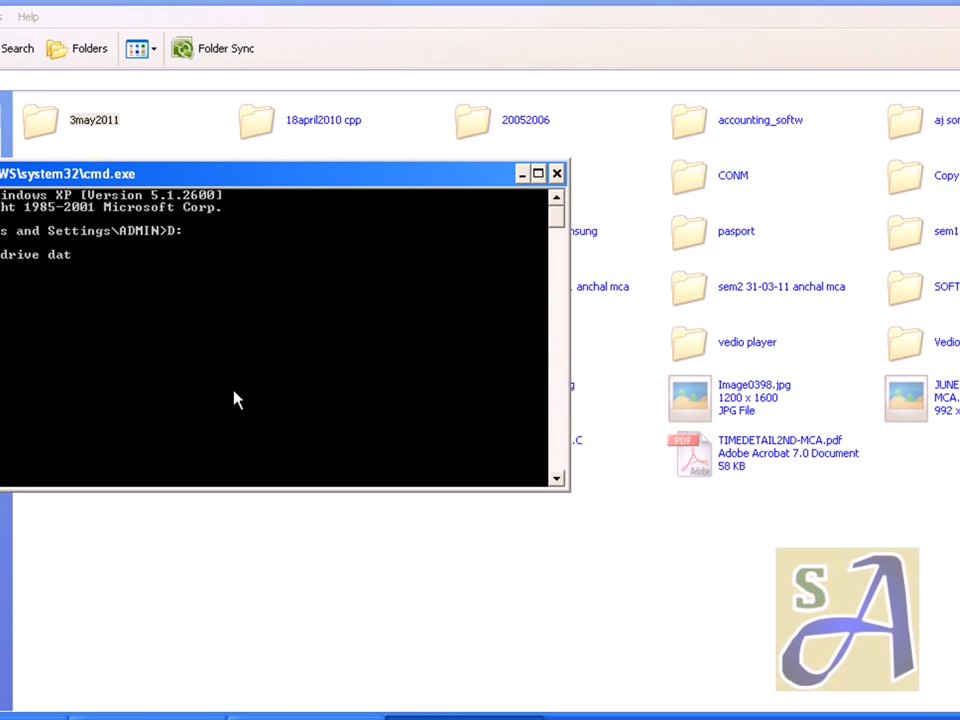 Help
Search Folders Folder Sync
3may2011 18april2010 cpp 20052006 accounting_softw aj sor
WS\system32\cmd.exe
indows XP [Version 5.1.2600]
ht 1985-2001 Microsoft Corp.
s and Settings\ADMIN>D:
drive dat
CONM Copy
nsung pasport sem1
anchal mca sem2 31-03-11 anchal mca SOFT
vedio player Vedio
g Image0398.jpg JUNE
1200 x 1600 MCA.
JPG File 992 x
.C TIMEDETAIL2ND-MCA.pdf
Adobe Acrobat 7.0 Document
58 KB
PDF
SA